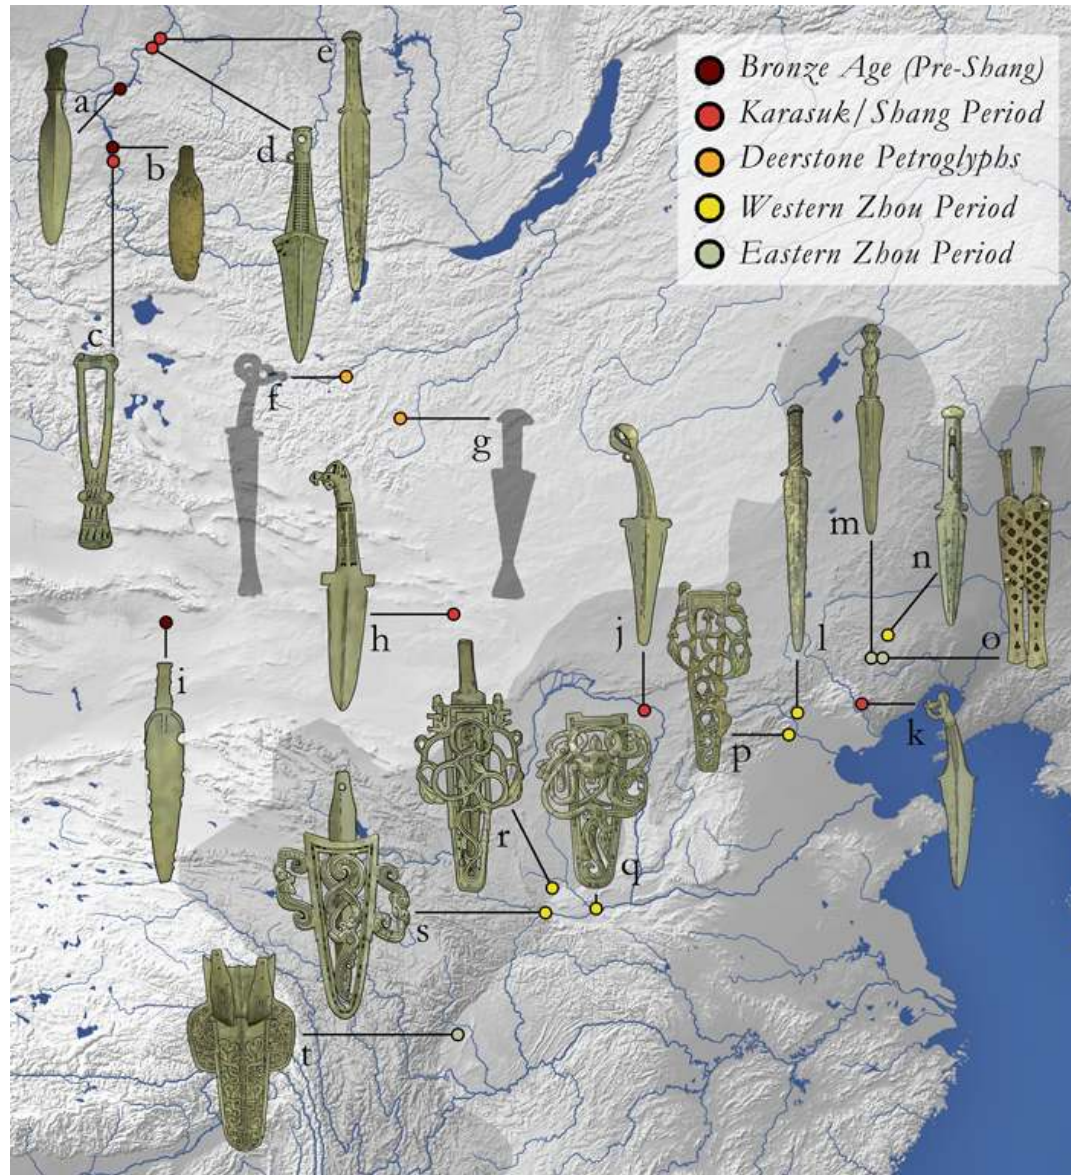 Bronze Age (Pre-Shang)
Karasuk/Shang Period
Deerstone Petroglyphs
Western Zhou Period
Eastern Zhou Period
a
b
c
d
e
f
g
h
i
j
k
l
m
n
o
p
q
r
s
t